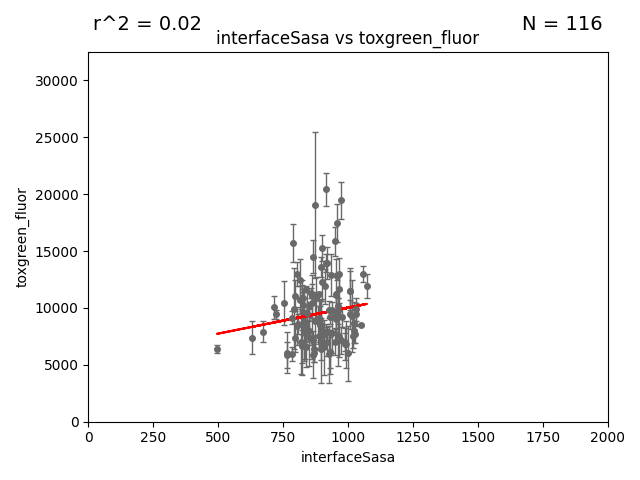 r^2 = 0.02
N = 116
interfaceSasa vs toxgreen_fluor
30000
25000
20000
15000
10000
5000
0
toxgreen_fluor
0 250 500 750 1000 1250 1500 1750 2000
interfaceSasa